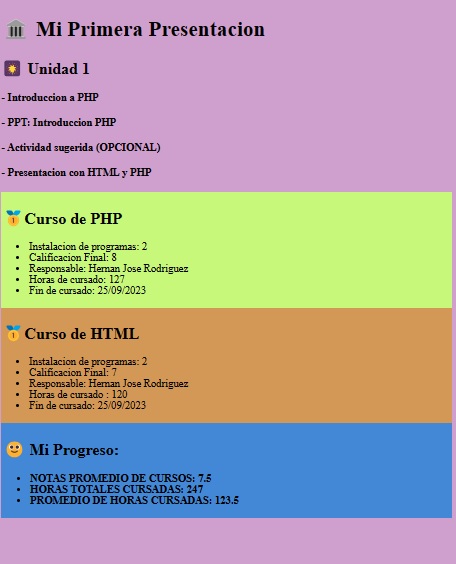 Mi Primera Presentacion
Unidad 1
- Introduccion a PHP
- PPT: Introduccion PHP
- Actividad sugerida (OPCIONAL)
- Presentacion con HTML y PHP
Curso de PHP
Instalacion de programas: 2
Calificacion Final: 8
Responsable: Hernan Jose Rodriguez
Horas de cursado: 127
Fin de cursado: 25/09/2023
Curso de HTML
Instalacion de programas: 2
Calificacion Final: 7
Responsable: Hernan Jose Rodriguez
Horas de cursado : 120
Fin de cursado: 25/09/2023
Mi Progreso:
NOTAS PROMEDIO DE CURSOS: 7.5
HORAS TOTALES CURSADAS: 247
PROMEDIO DE HORAS CURSADAS: 123.5